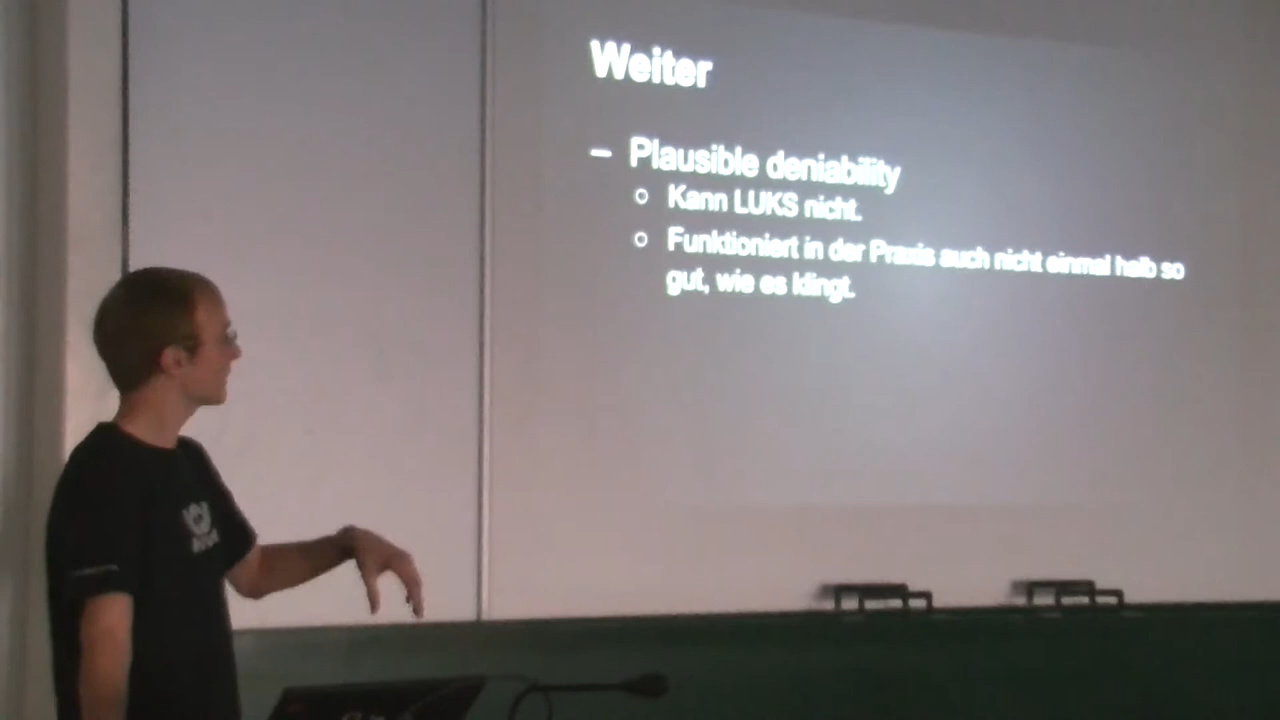 Weiter
– Plausible deniability
○ Kann LUKS nicht.
○ Funktioniert in der Praxis auch nicht einmal halb so
gut, wie es klingt.